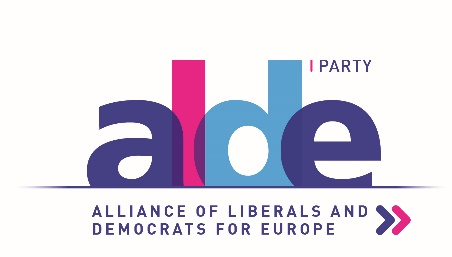 | PARTY
alde
ALLIANCE OF LIBERALS AND
DEMOCRATS FOR EUROPE